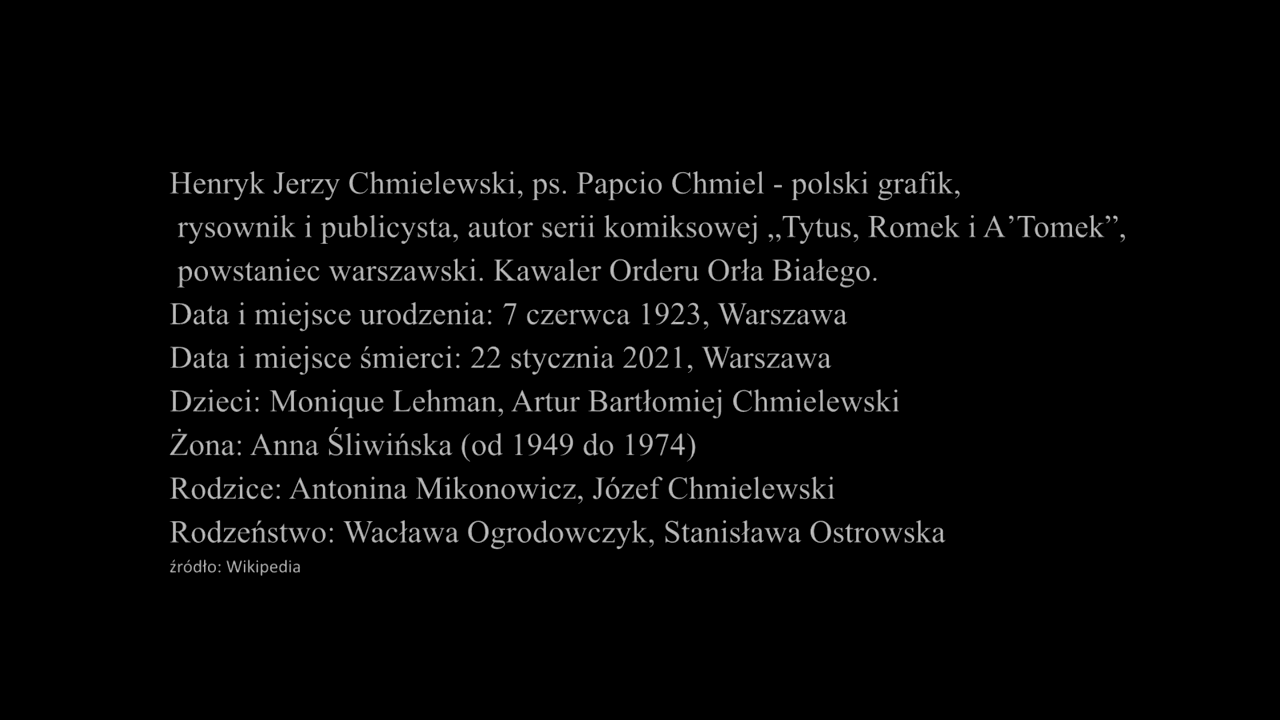 Henryk Jerzy Chmielewski, ps. Papcio Chmiel - polski grafik,
rysownik i publicysta, autor serii komiksowej „Tytus, Romek i A’Tomek”,
powstaniec warszawski. Kawaler Orderu Orła Białego.
Data i miejsce urodzenia: 7 czerwca 1923, Warszawa
Data i miejsce śmierci: 22 stycznia 2021, Warszawa
Dzieci: Monique Lehman, Artur Bartłomiej Chmielewski
Żona: Anna Śliwińska (od 1949 do 1974)
Rodzice: Antonina Mikonowicz, Józef Chmielewski
Rodzeństwo: Wacława Ogrodowczyk, Stanisława Ostrowska
źródło: Wikipedia